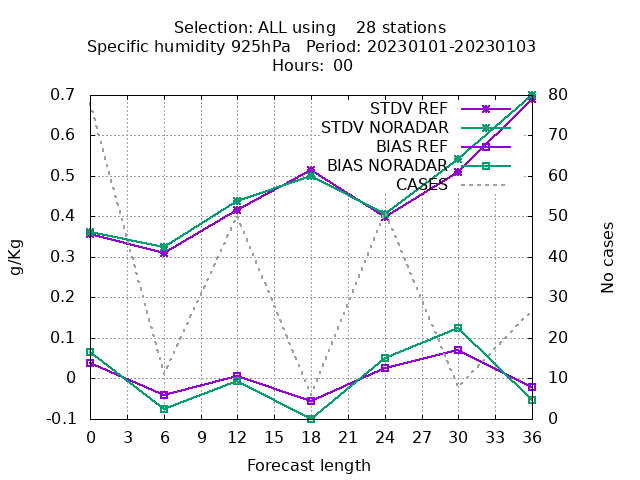 Selection: ALL using    28 stations
Specific humidity 925hPa   Period: 20230101-20230103
Hours:  00
STDV REF
STDV NORADAR
BIAS REF
BIAS NORADAR
CASES
0.7
0.6
0.5
0.4
0.3
0.2
0.1
0
-0.1
g/Kg
80
70
60
50
40
30
20
10
0
No cases
0 3 6 9 12 15 18 21 24 27 30 33 36
Forecast length